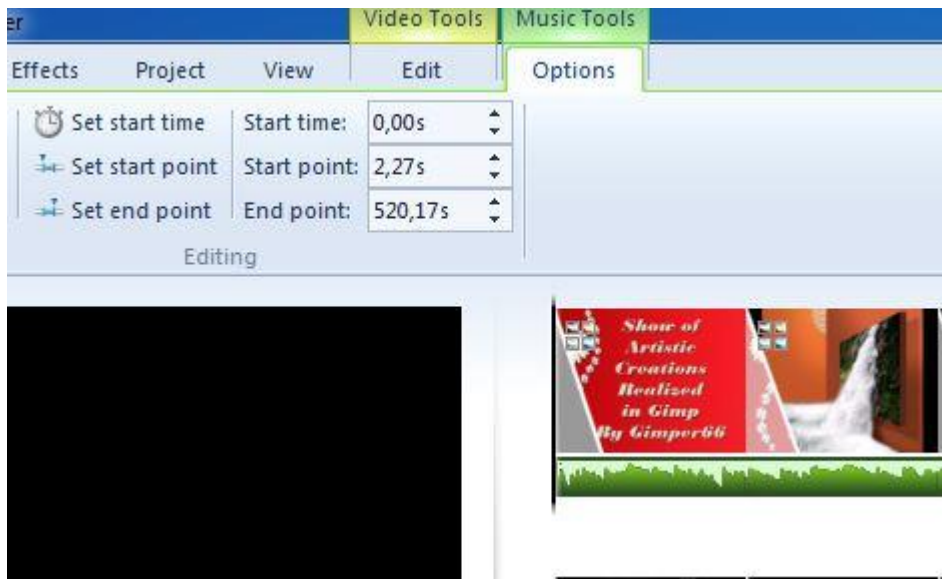 er
Video Tools
Music Tools
Effects
Project
View
Edit
Options
Set start time
Start time:
0,00s
Set start point
Start point:
2,27s
Set end point
End point:
520,17s
Editing
Show of
Artistic
Creations
Realized
in Gimp
By Gimper66